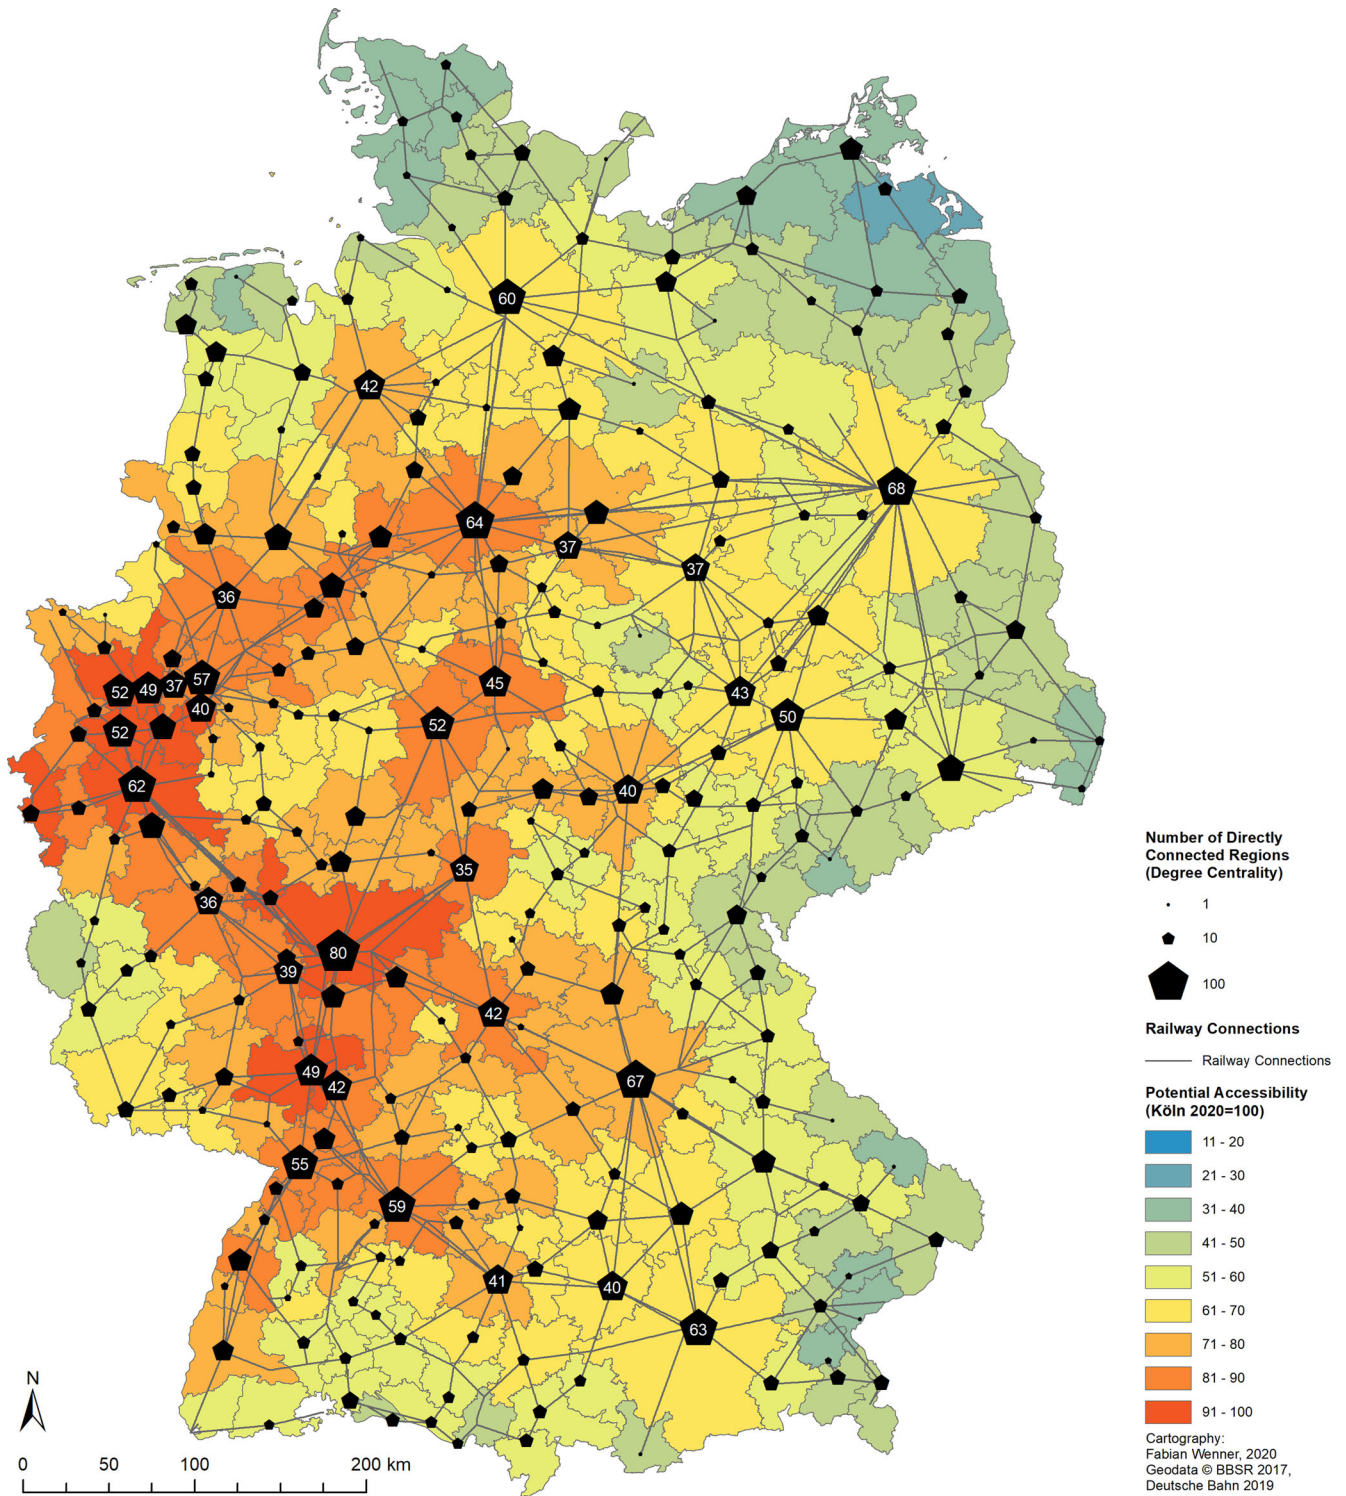 60
42
68
64
37
37
36
57
52
49
37
45
40
43
52
52
50
62
40
35
36
80
39
42
49
42
67
55
59
41
40
63
N
0 50 100 200 km
Number of Directly
Connected Regions
(Degree Centrality)
1
10
100
Railway Connections
Railway Connections
Potential Accessibility
(Köln 2020=100)
11 - 20
21 - 30
31 - 40
41 - 50
51 - 60
61 - 70
71 - 80
81 - 90
91 - 100
Cartography:
Fabian Wenner, 2020
Geodata © BBSR 2017,
Deutsche Bahn 2019